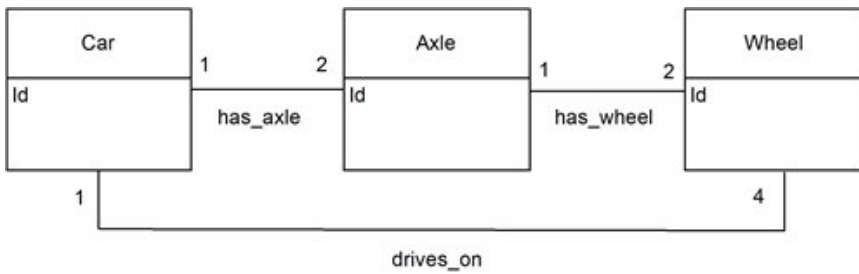 Car
Axle
Wheel
1
2
1
2
Id
Id
Id
has_axle
has_wheel
1
4
drives_on